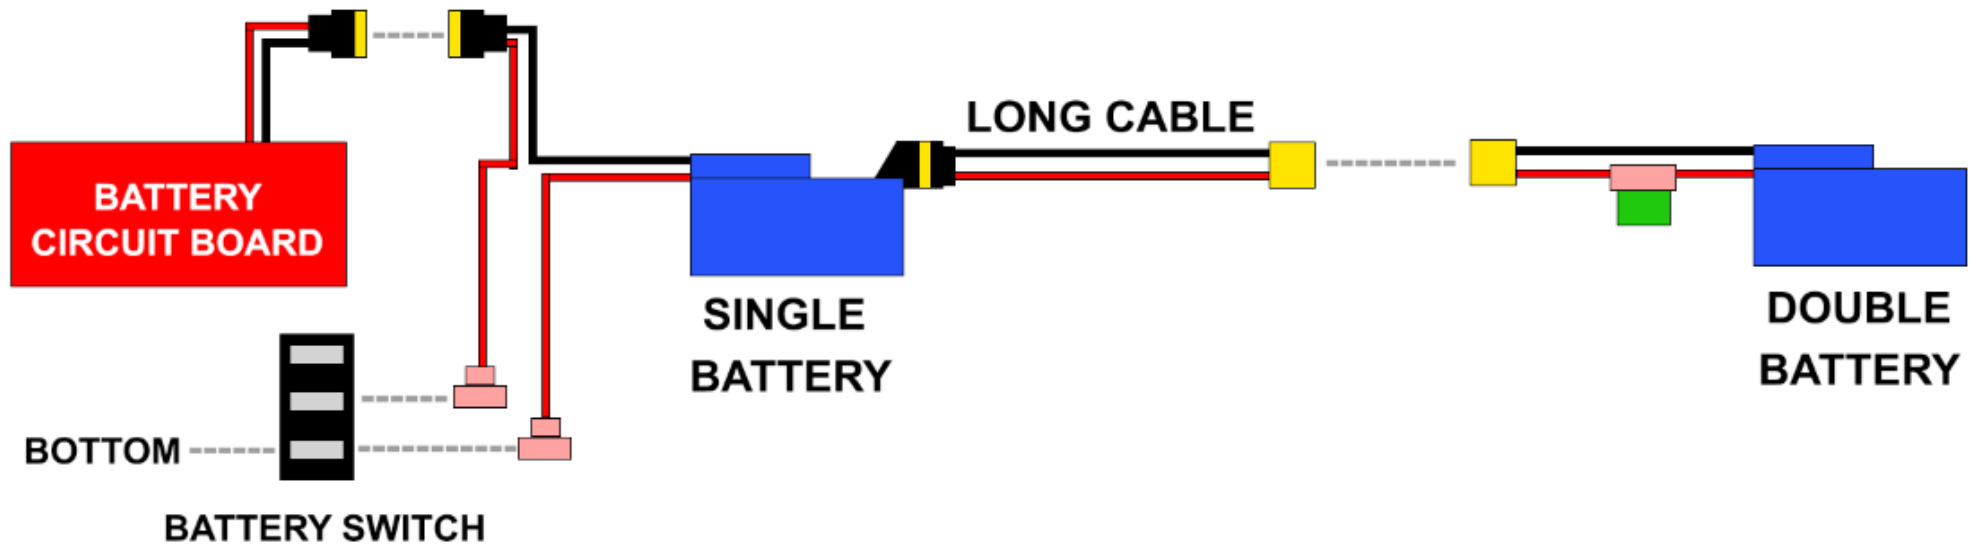 LONG CABLE
BATTERY
CIRCUIT BOARD
SINGLE
BATTERY
DOUBLE
BATTERY
BOTTOM
BATTERY SWITCH